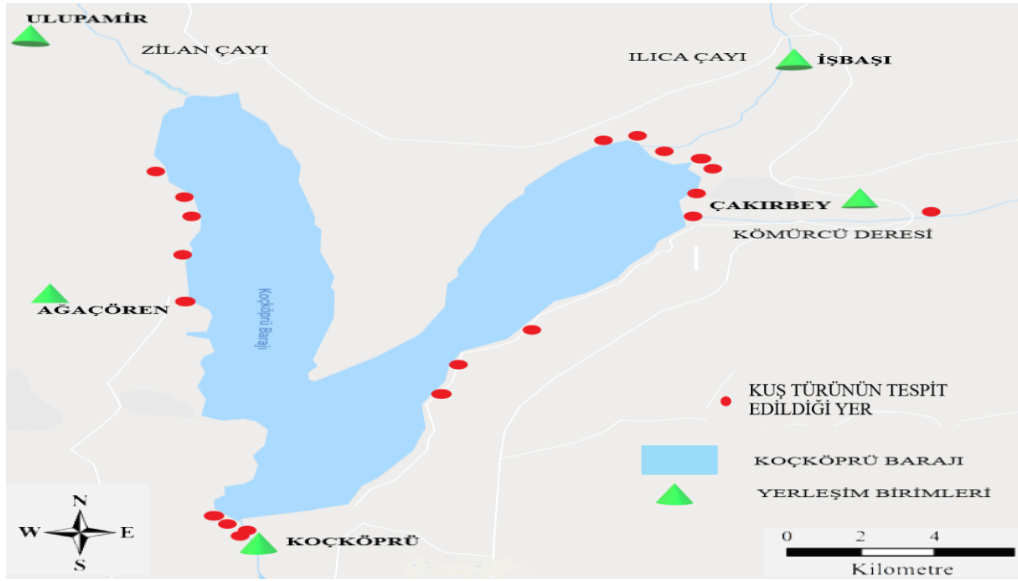 ULUPAMİR
ZİLAN ÇAYI
ILICA ÇAYI
İŞBAŞI
ÇAKIRBEY
KÖMÜRCÜ DERESİ
AĞAÇÖREN
Koçköprü Barajı
KUŞ TÜRÜNÜN TESPİT
EDİLDİĞİ YER
KOÇKÖPRÜ BARAJI
YERLEŞİM BİRİMLERİ
N
W E
S
KOÇKÖPRÜ
0 2 4
Kilometre